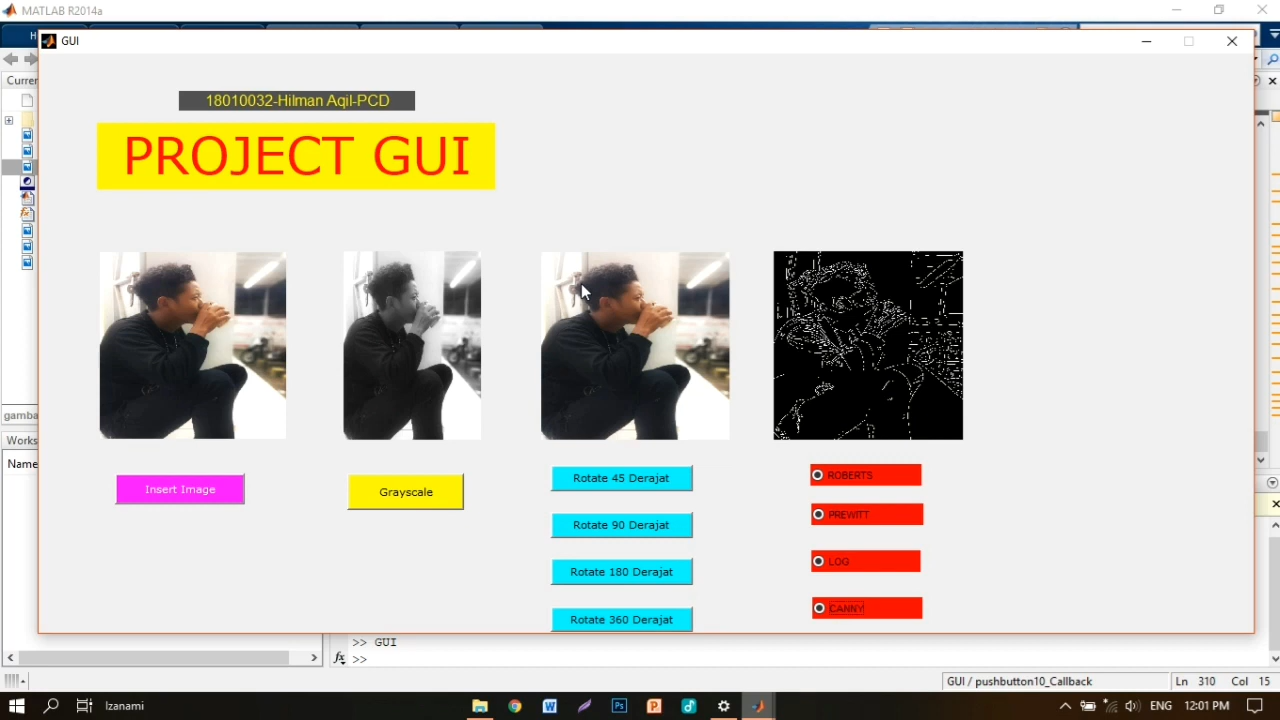 MATLAB R2014a
GUI
Curren
18010032-Hilman Aqil-PCD
PROJECT GUI
gamba
Works
Name
Insert Image
Grayscale
Rotate 45 Derajat
Rotate 90 Derajat
Rotate 180 Derajat
Rotate 360 Derajat
ROBERTS
PREWITT
LOG
CANNY
>> GUI
fx >>
GUI / pushbutton10_Callback
Ln 310 Col 15
Izanami
ENG 12:01 PM